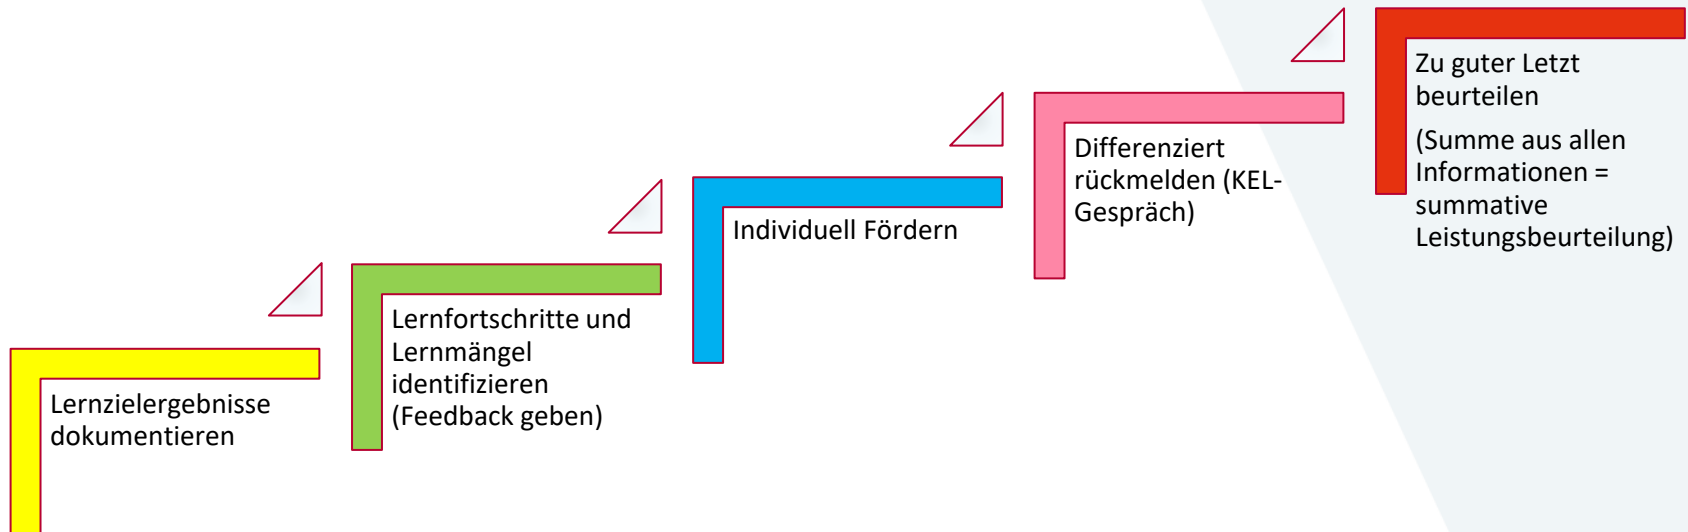 Lernzielergebnisse
dokumentieren
Lernfortschritte und
Lernmängel
identifizieren
(Feedback geben)
Individuell Fördern
Differenziert
rückmelden (KEL-
Gespräch)
Zu guter Letzt
beurteilen
(Summe aus allen
Informationen =
summative
Leistungsbeurteilung)